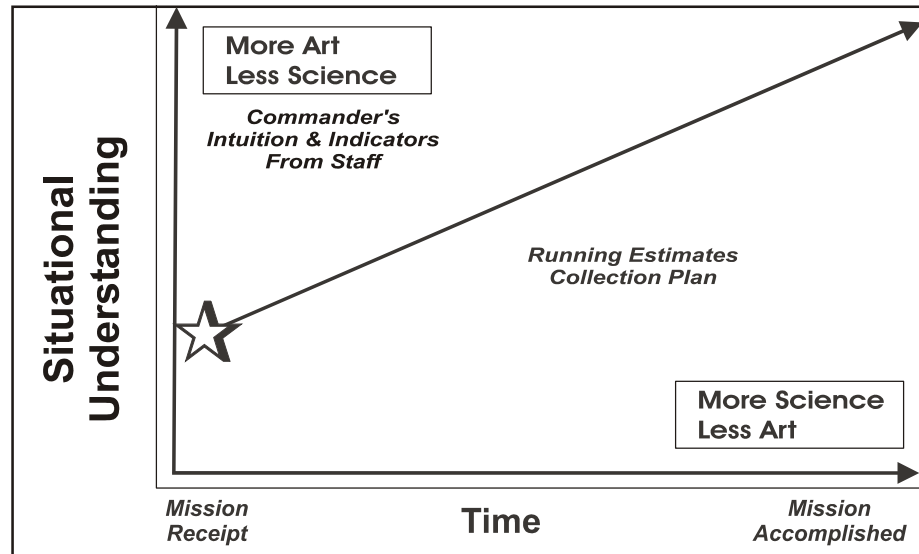 More Art
Less Science
Commander's
Intuition & Indicators
From Staff
Situational
Understanding
Running Estimates
Collection Plan
More Science
Less Art
Mission
Receipt
Time
Mission
Accomplished